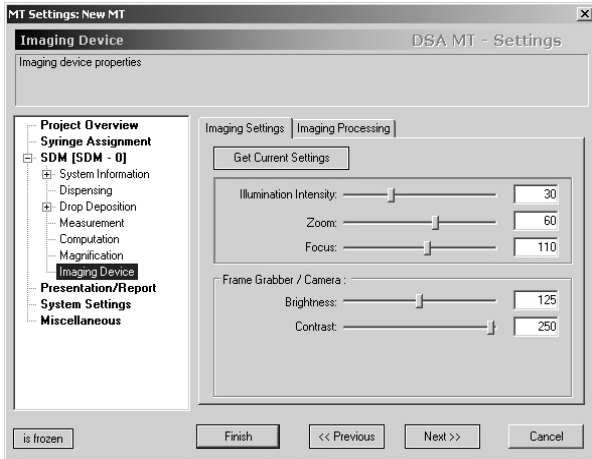 MT Settings: New MT
Imaging Device
DSA MT - Settings
Imaging device properties
Project Overview
Syringe Assignment
SDM [SDM - 0]
System Information
Dispensing
Drop Deposition
Measurement
Computation
Magnification
Imaging Device
Presentation/Report
System Settings
Miscellaneous
Imaging Settings
Imaging Processing
Get Current Settings
Illumination Intensity: 30
Zoom: 60
Focus: 110
Frame Grabber / Camera :
Brightness: 125
Contrast: 250
is frozen
Finish
<< Previous
Next >>
Cancel